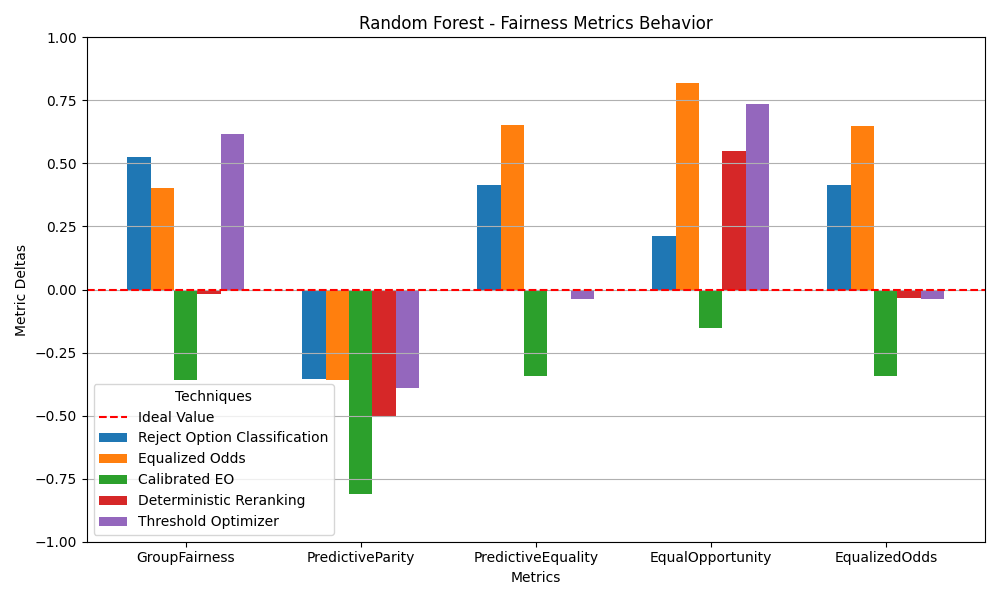 Random Forest - Fairness Metrics Behavior
1.00
0.75
0.50
0.25
0.00
−0.25
−0.50
−0.75
−1.00
Metric Deltas
Techniques
Ideal Value
Reject Option Classification
Equalized Odds
Calibrated EO
Deterministic Reranking
Threshold Optimizer
GroupFairness PredictiveParity PredictiveEquality EqualOpportunity EqualizedOdds
Metrics